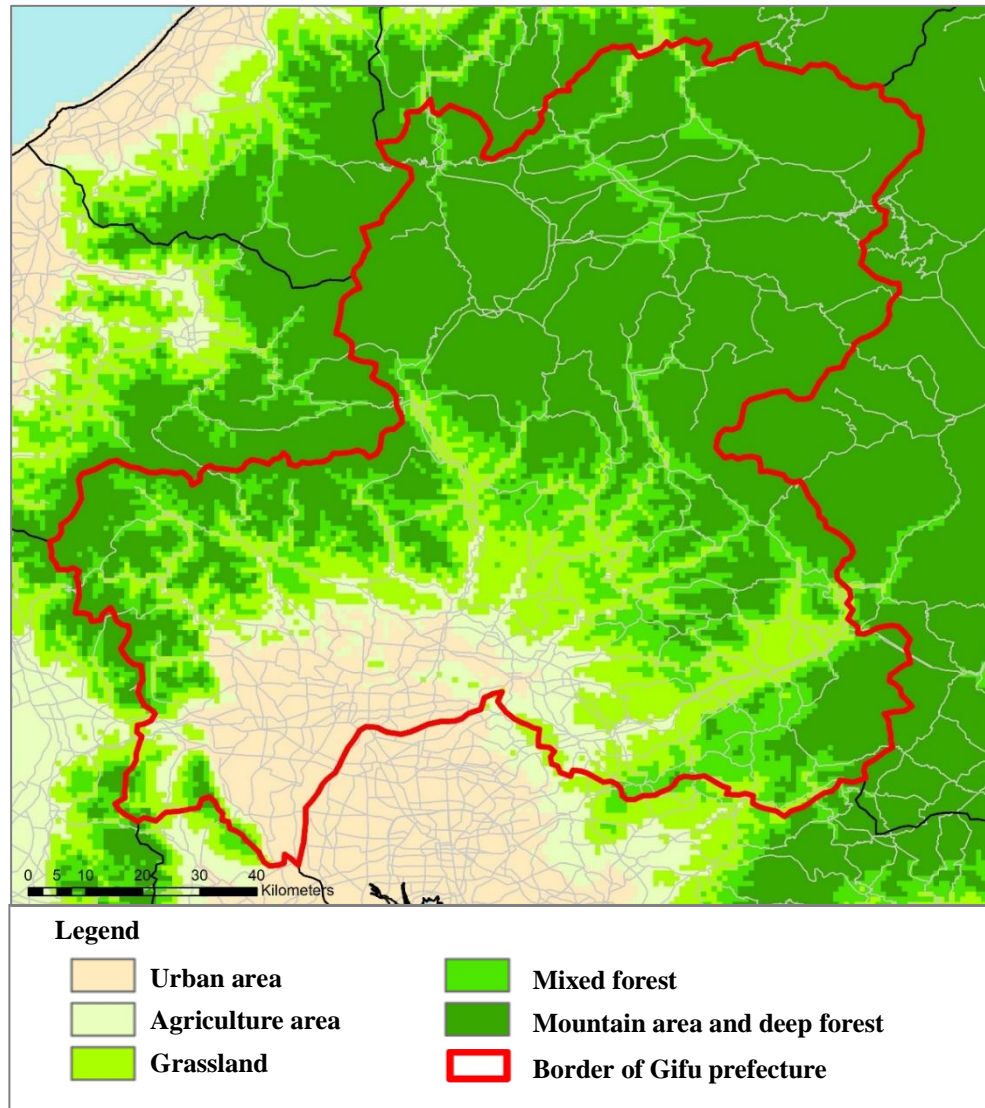 0 5 10 20 30 40
Kilometers
Legend
Urban area
Mixed forest
Agriculture area
Mountain area and deep forest
Grassland
Border of Gifu prefecture